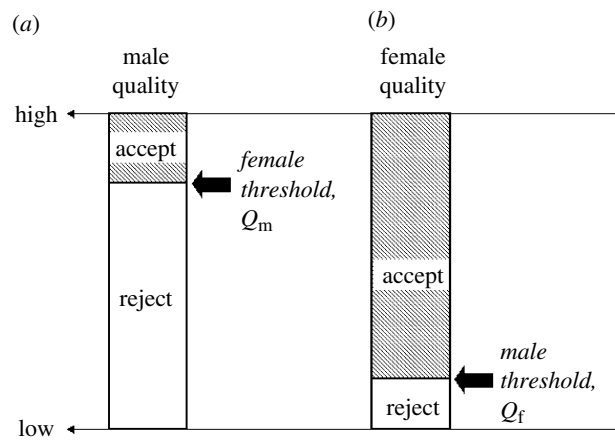 (a)
male
quality
high
accept
female
threshold,
Qm
reject
low
(b)
female
quality
accept
male
threshold,
Qf
reject